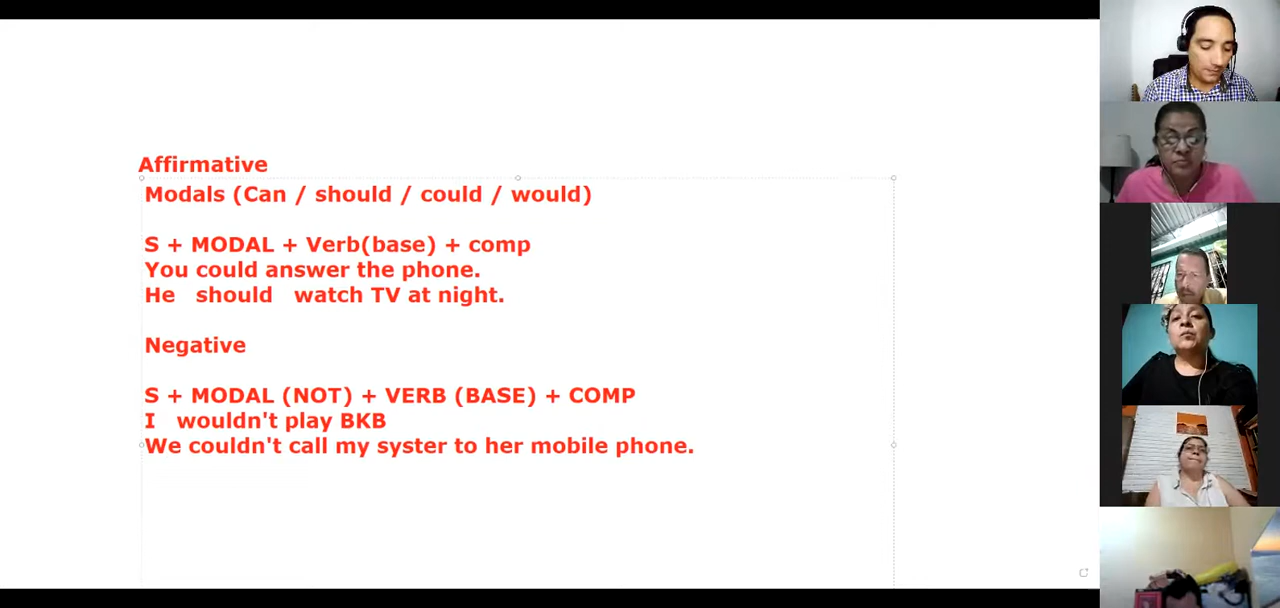 Affirmative
Modals (Can / should / could / would)
S + MODAL + Verb(base) + comp
You could answer the phone.
He should watch TV at night.
Negative
S + MODAL (NOT) + VERB (BASE) + COMP
I wouldn't play BKB
We couldn't call my syster to her mobile phone.